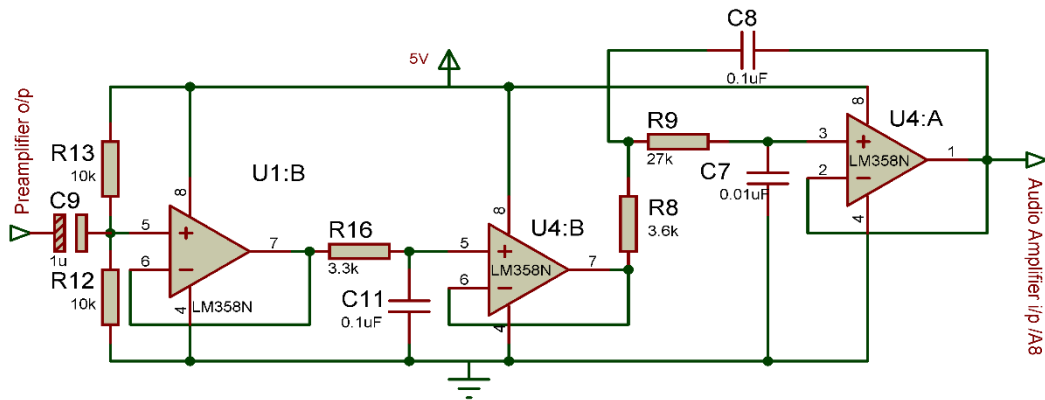 C8
0.1uF
5V
Preamplifier o/p
R13
10k
C9
1u
R12
10k
U1:B
8
5
6
7
4
LM358N
R16
3.3k
C11
0.1uF
U4:B
8
5
6
7
4
LM358N
R9
27k
R8
3.6k
C7
0.01uF
U4:A
8
3
2
1
4
LM358N
Audio Amplifier i/p /A8